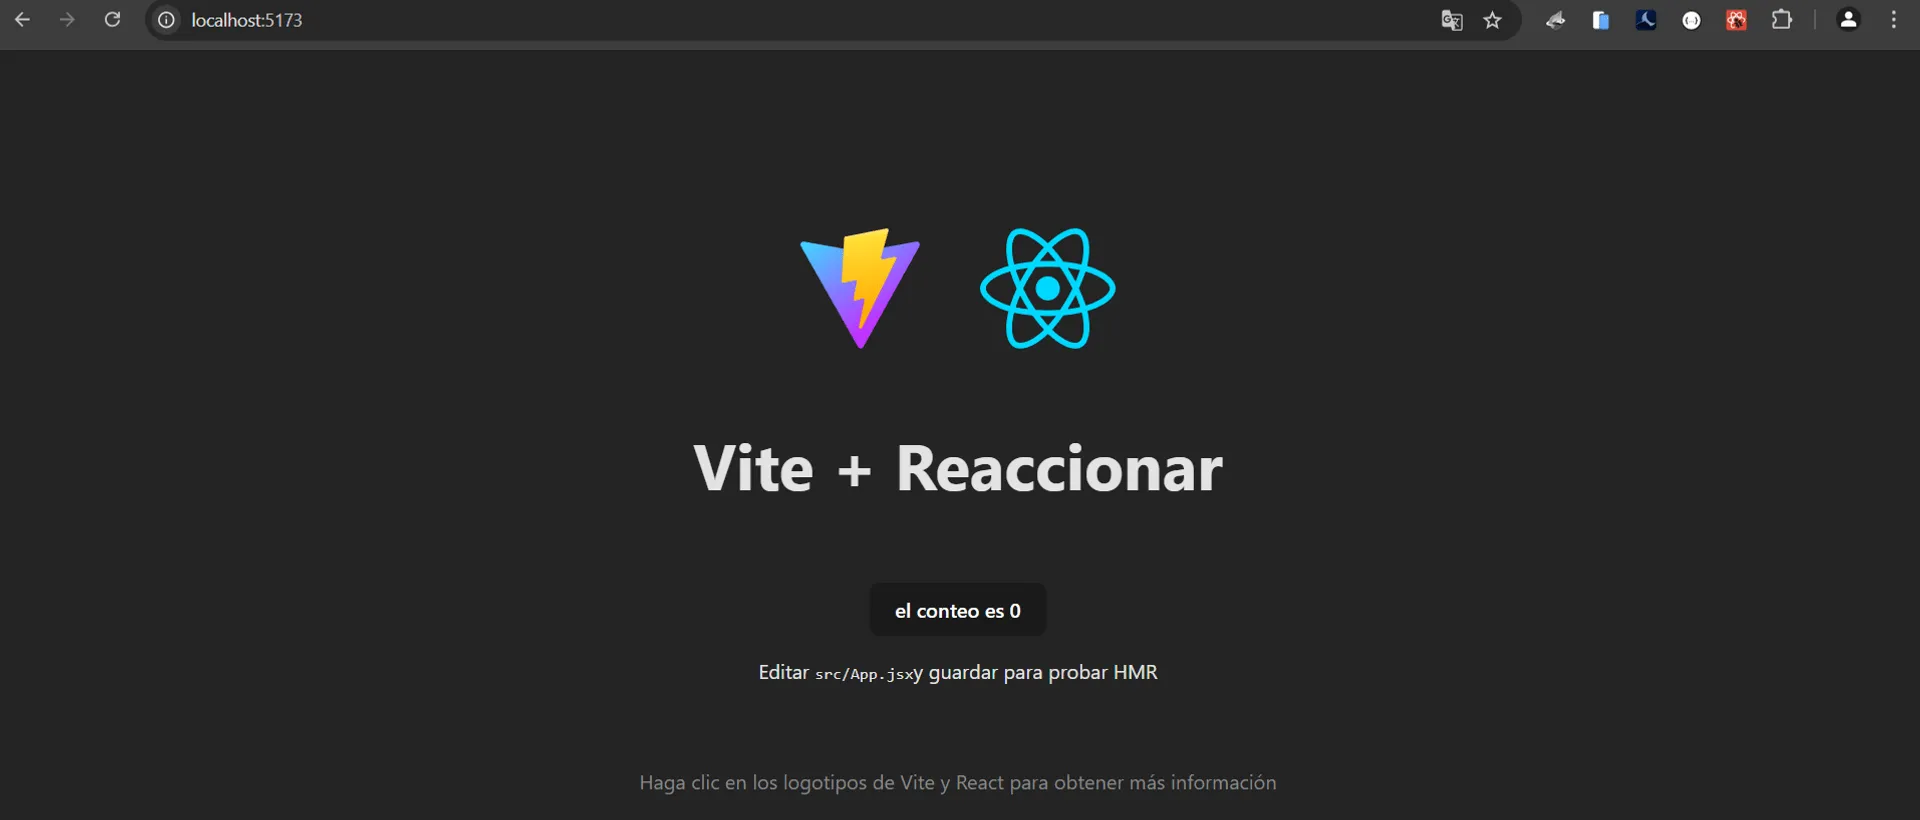 localhost:5173
Vite + Reaccionar
el conteo es 0
Editar src/App.jsxy guardar para probar HMR
Haga clic en los logotipos de Vite y React para obtener más información